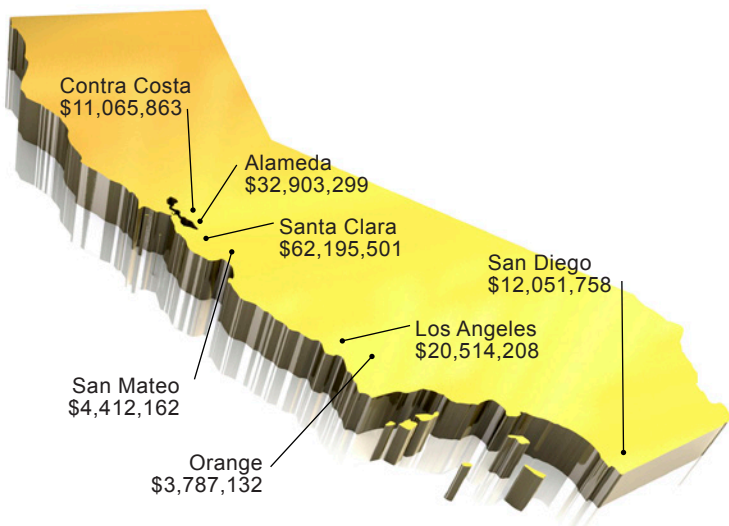 Contra Costa
$11,065,863
Alameda
$32,903,299
Santa Clara
$62,195,501
San Diego
$12,051,758
Los Angeles
$20,514,208
San Mateo
$4,412,162
Orange
$3,787,132